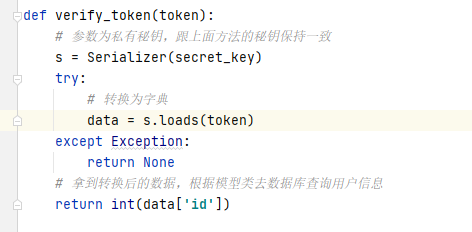 def verify_token(token):
# 参数为私有秘钥，跟上面方法的秘钥保持一致
s = Serializer(secret_key)
try:
# 转换为字典
data = s.loads(token)
except Exception:
return None
# 拿到转换后的数据，根据模型类去数据库查询用户信息
return int(data['id'])